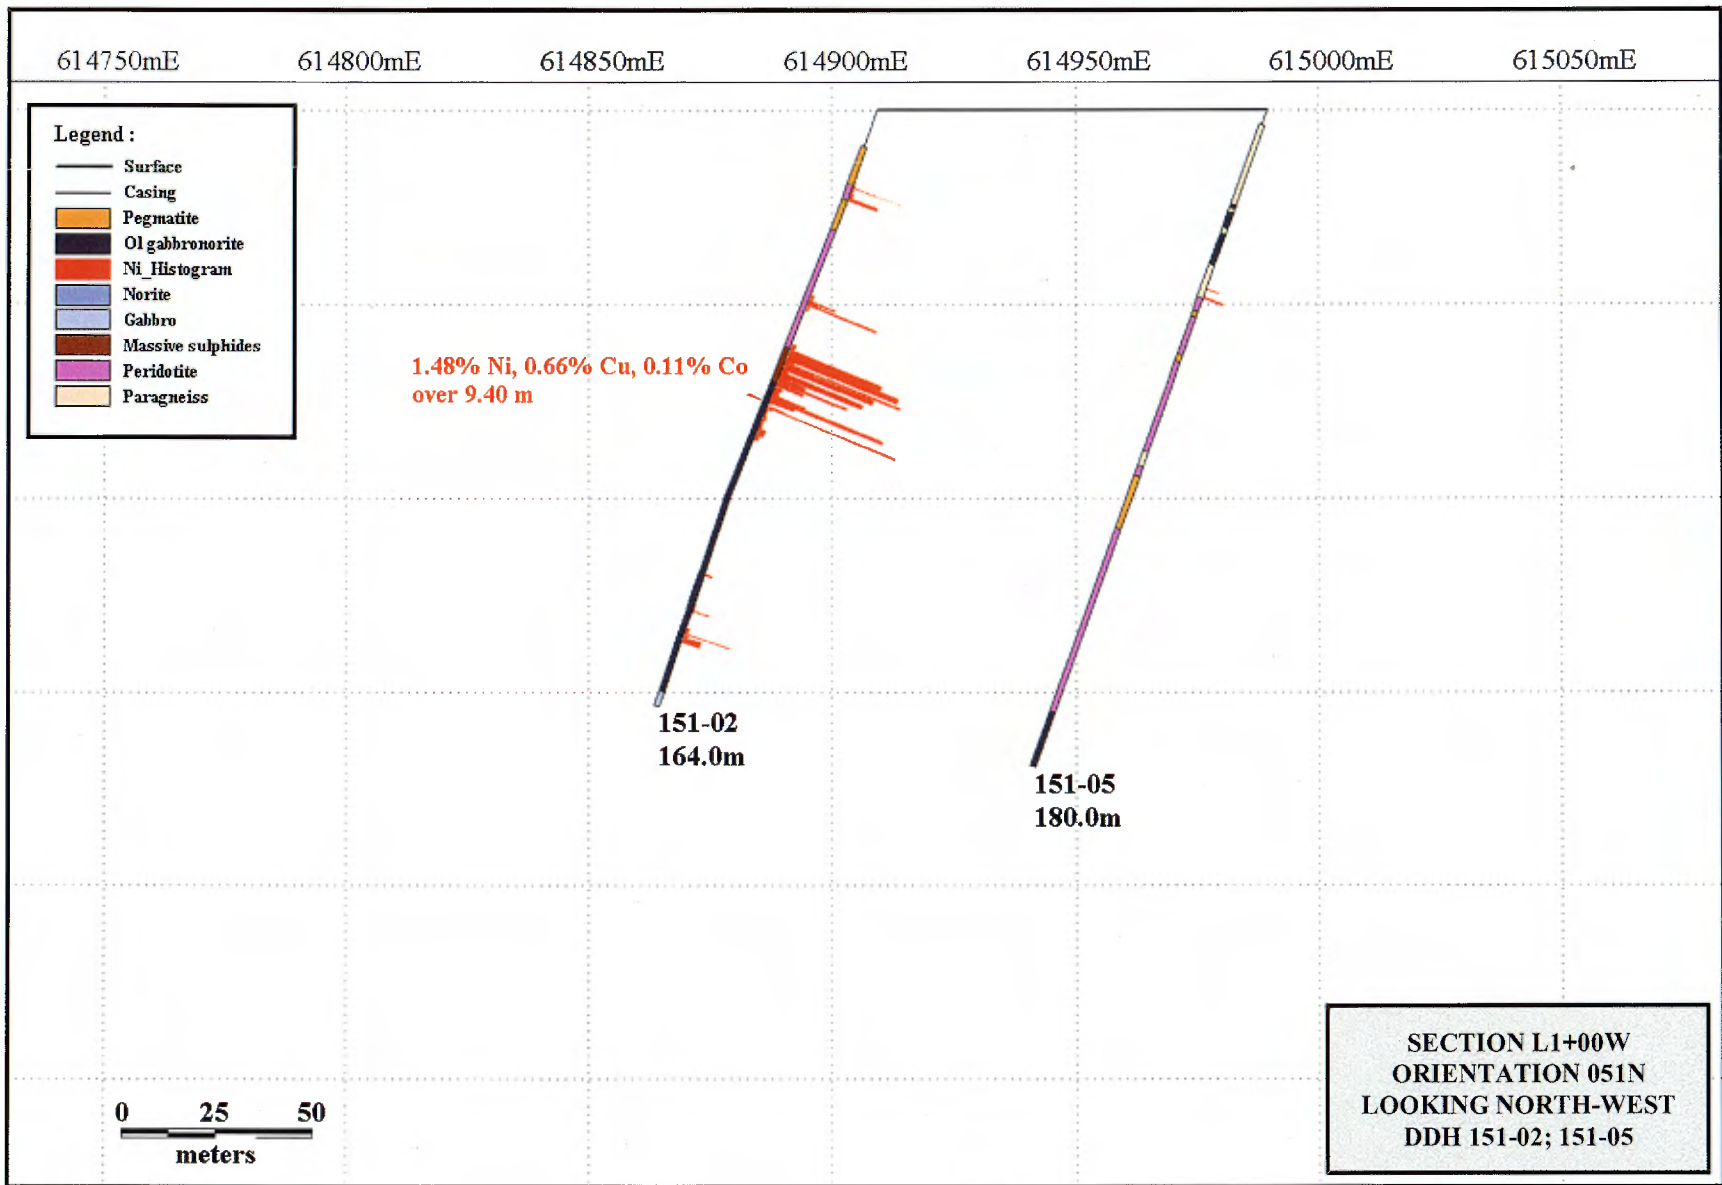 614750mE 614800mE 614850mE 614900mE 614950mE 615000mE 615050mE
Legend :
Surface
Casing
Pegmatite
Ol gabbronorite
Ni_Histogram
Norite
Gabbro
Massive sulphides
Peridotite
Paragneiss
1.48% Ni, 0.66% Cu, 0.11% Co
over 9.40 m
151-02
164.0m
151-05
180.0m
0 25 50
meters
SECTION L1+00W
ORIENTATION 051N
LOOKING NORTH-WEST
DDH 151-02; 151-05